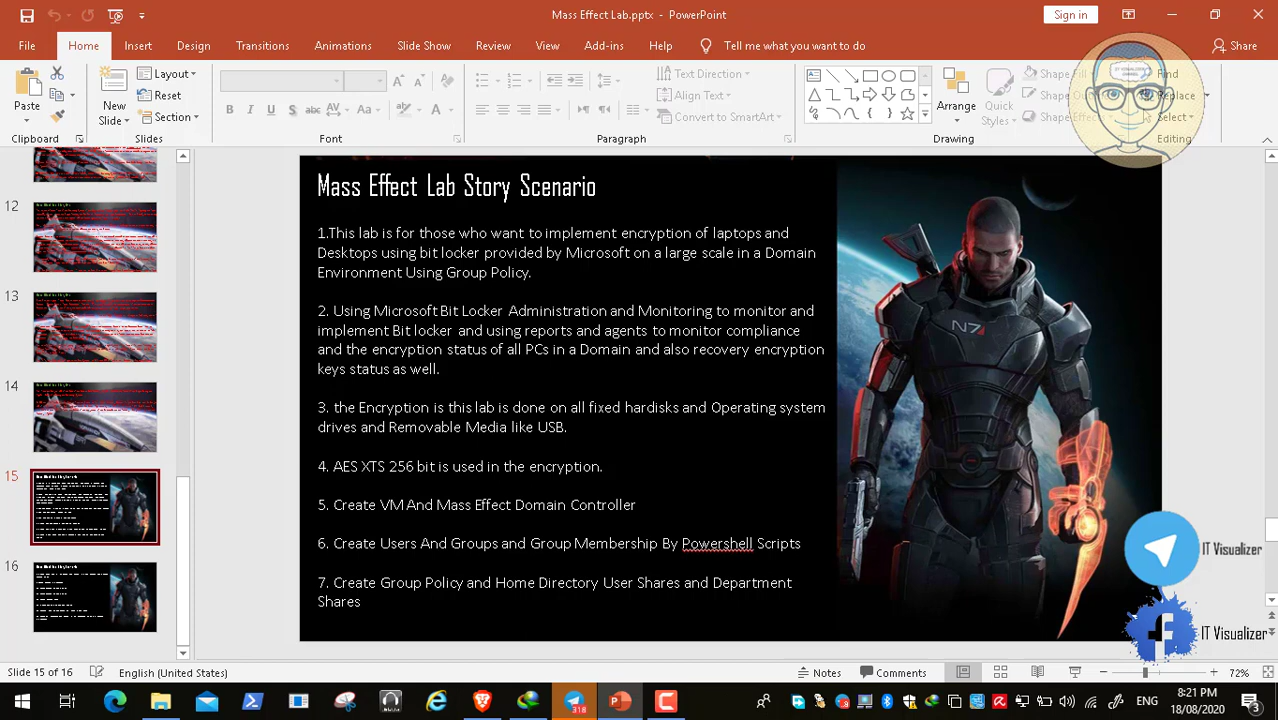 Mass Effect Lab.pptx - PowerPoint
Sign in
File Home Insert Design Transitions Animations Slide Show Review View Add-ins Help Tell me what you want to do Share
Paste
New
Slide
Layout
Reset
Section
Text Direction
Align Text
Convert to SmartArt
Arrange
Quick
Styles
Shape Fill
Shape
Find
Replace
Select
Clipboard Slides Font Paragraph Drawing Editing
12
13
14
15
16
Mass Effect Lab Story Scenario
1.This lab is for those who want to implement encryption of laptops and
Desktops using bit locker provided by Microsoft on a large scale in a Domain
Environment Using Group Policy.
2. Using Microsoft Bit Locker Administration and Monitoring to monitor and
implement Bit locker and using reports and agents to monitor compliance
and the encryption status of all PCs in a Domain and also recovery encryption
keys status as well.
3. the Encryption is this lab is done on all fixed hardisks and Operating system
drives and Removable Media like USB.
4. AES XTS 256 bit is used in the encryption.
5. Create VM And Mass Effect Domain Controller
6. Create Users And Groups and Group Membership By Powershell Scripts
7. Create Group Policy and Home Directory User Shares and Department
Shares
IT Visualizer
IT Visualizer
Slide 15 of 16 English (United States) Notes Comments 72%
318
ENG
8:21 PM
18/08/2020
3